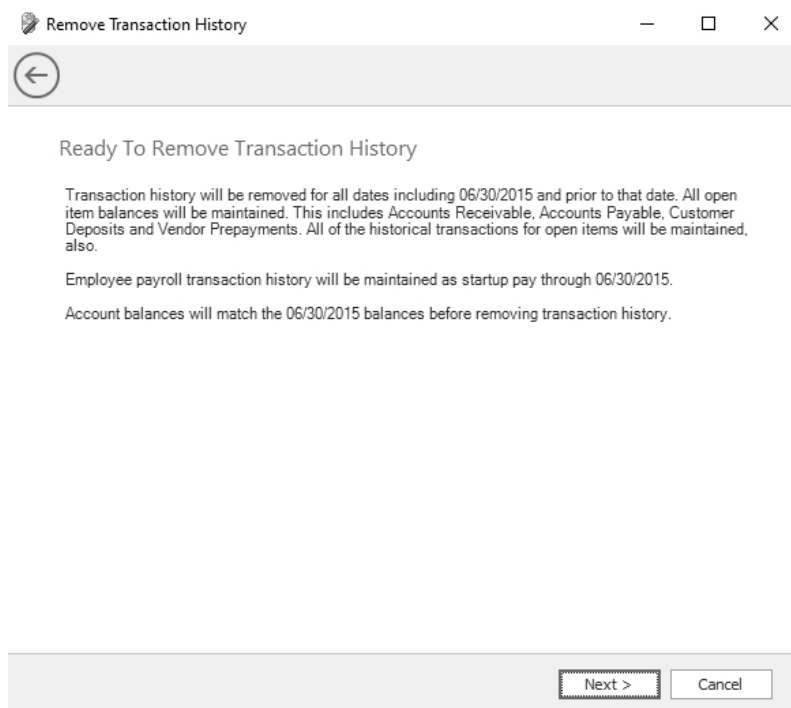 Remove Transaction History
Ready To Remove Transaction History
Transaction history will be removed for all dates including 06/30/2015 and prior to that date. All open
item balances will be maintained. This includes Accounts Receivable, Accounts Payable, Customer
Deposits and Vendor Prepayments. All of the historical transactions for open items will be maintained,
also.
Employee payroll transaction history will be maintained as startup pay through 06/30/2015.
Account balances will match the 06/30/2015 balances before removing transaction history.
Next >
Cancel